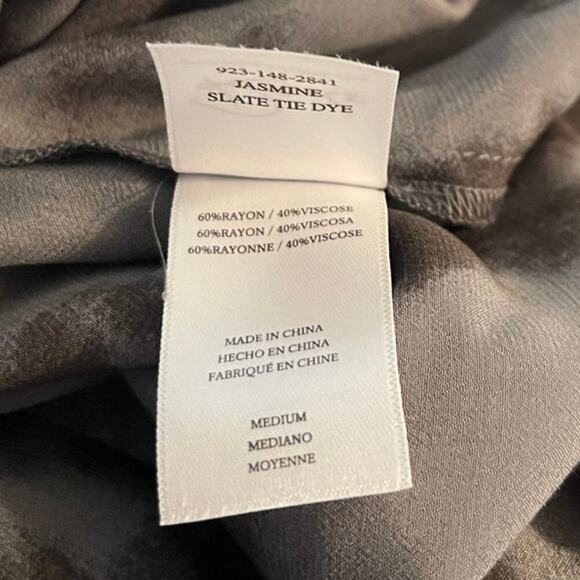 923-148-2841
JASMINE
SLATE TIE DYE
60%RAYON / 40%VISCOSE
60%RAYON / 40%VISCOSA
60%RAYONNE / 40%VISCOSE
MADE IN CHINA
HECHO EN CHINA
FABRIQUÉ EN CHINE
MEDIUM
MEDIANO
MOYENNE